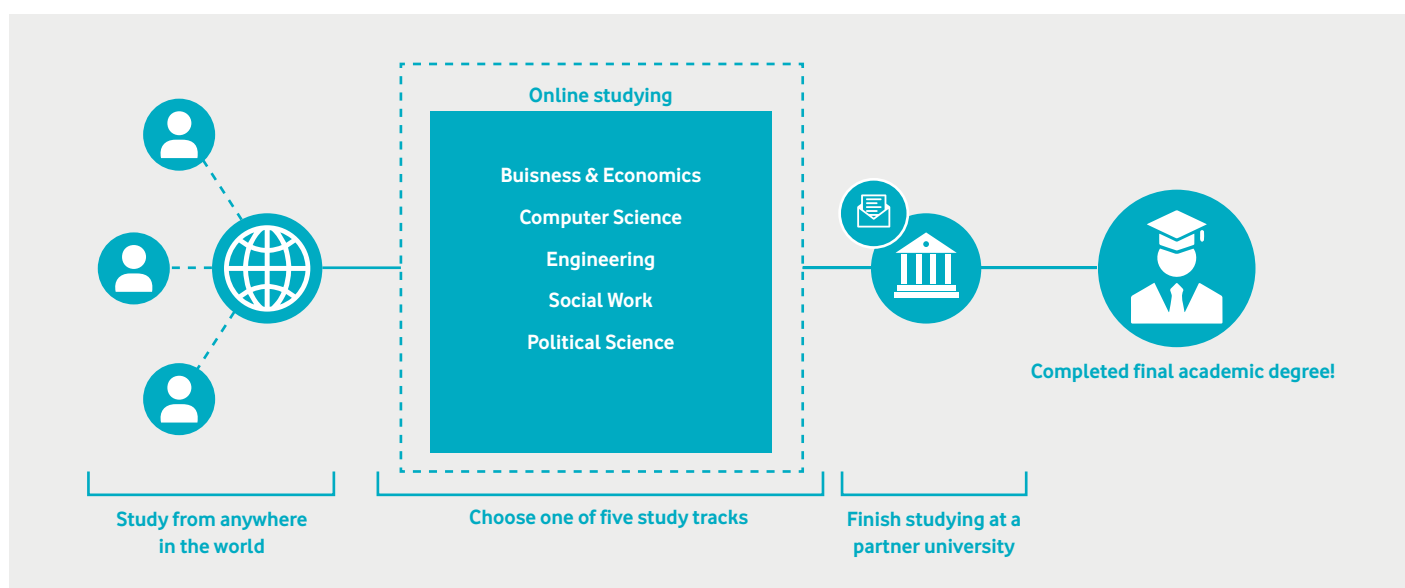 Online studying
Buisness & Economics
Computer Science
Engineering
Social Work
Political Science
Completed final academic degree!
Study from anywhere
in the world
Choose one of five study tracks
Finish studying at a
partner university